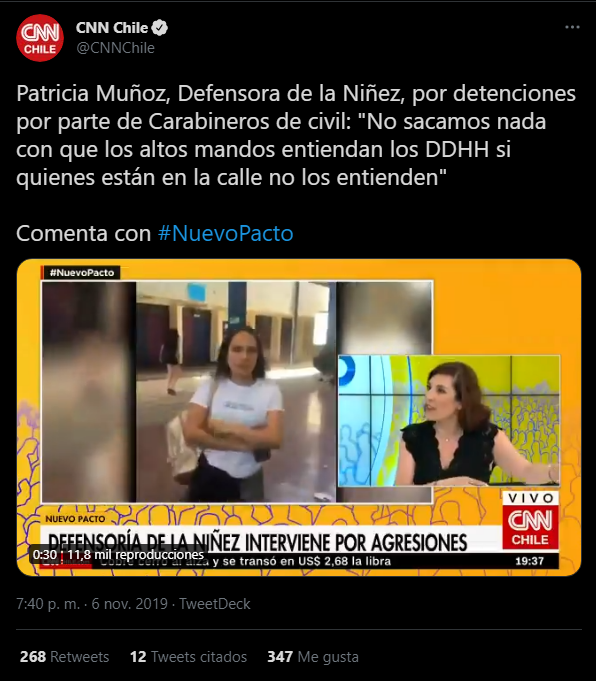 CNN
CHILE
CNN Chile
@CNNChile
Patricia Muñoz, Defensora de la Niñez, por detenciones
por parte de Carabineros de civil: "No sacamos nada
con que los altos mandos entiendan los DDHH si
quienes están en la calle no los entienden"
Comenta con #NuevoPacto
#NuevoPacto
VIVO
CNN
CHILE
19:37
NUEVO PACTO
DEFENSORÍA DE LA NIÑEZ INTERVIENE POR AGRESIONES
0:30 11,8 mil reproducciones
Cobre cerró al alza y se transó en US$ 2,68 la libra
7:40 p. m. · 6 nov. 2019 · TweetDeck
268 Retweets 12 Tweets citados 347 Me gusta